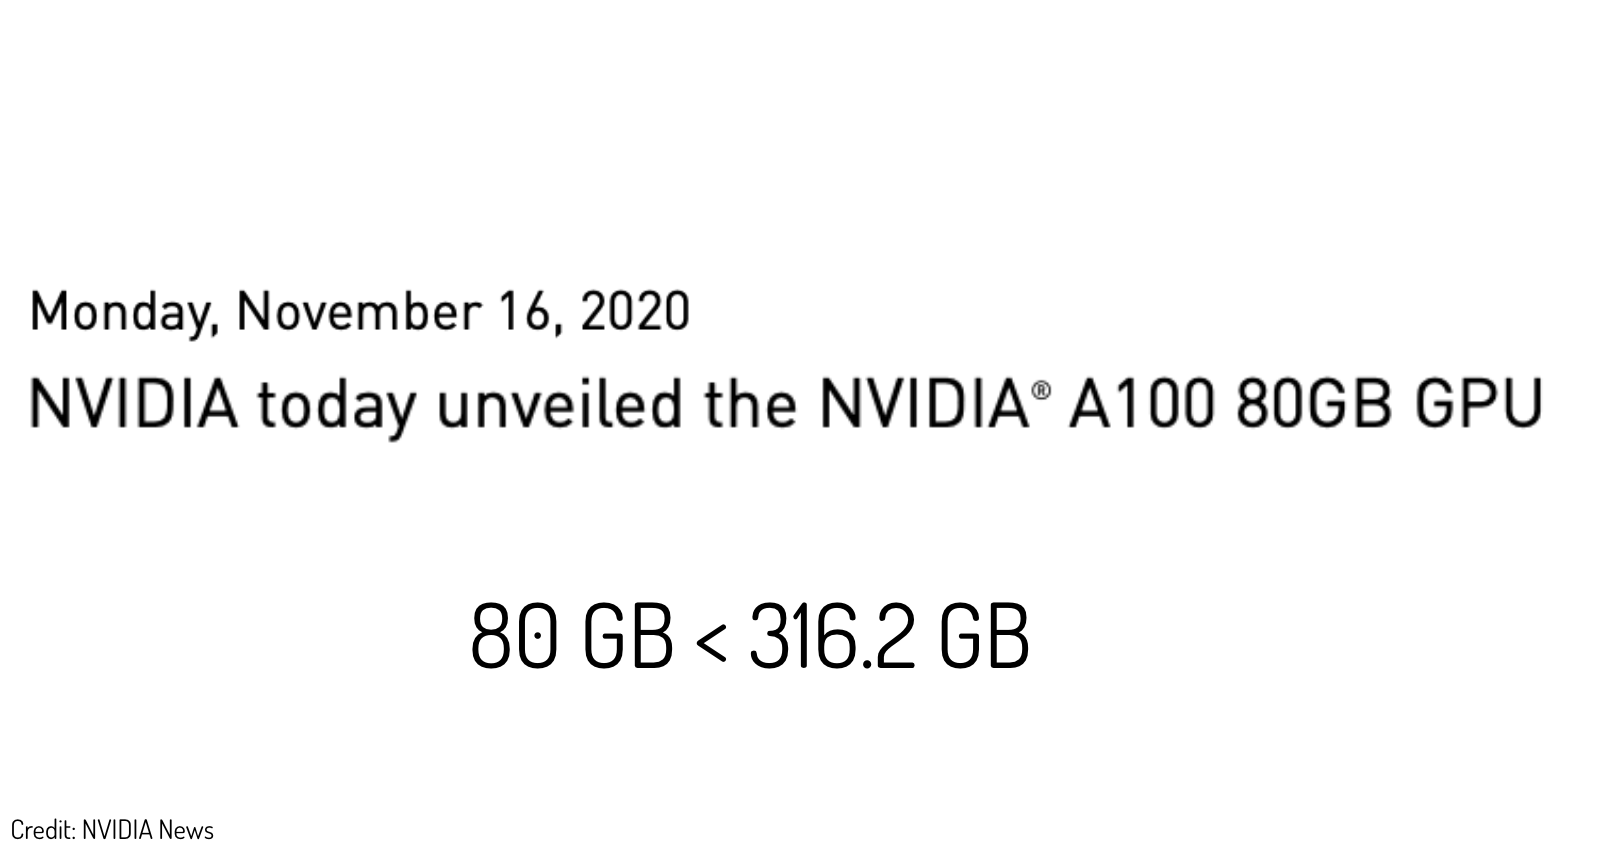 Monday, November 16, 2020
NVIDIA today unveiled the NVIDIA® A100 80GB GPU
80 GB < 316.2 GB
Credit: NVIDIA News